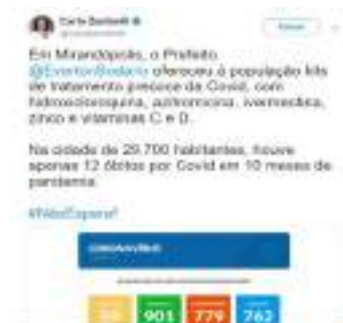 Em Mirandópolis, o Prefeito
@EvertonSodario ofereceu à população kits
de tratamento precoce da Covid, com
hidroxicloroquina, azitromicina, ivermectina,
zinco e vitaminas C e D.
Na cidade de 29.700 habitantes, houve
apenas 12 óbitos por Covid em 10 meses de
pandemia.
#NãoEspere
CORONAVÍRUS
901 779 762